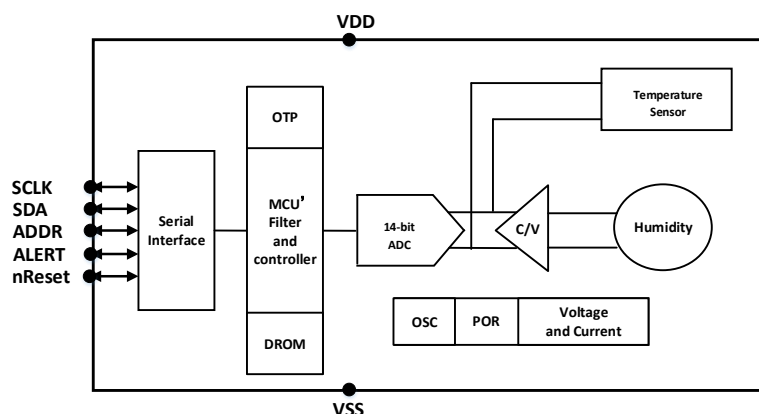 VDD
Temperature
Sensor
OTP
SCLK
SDA
ADDR
ALERT
nReset
Serial
Interface
MCU'
Filter
and
controller
14-bit
ADC
C/V
Humidity
OSC
POR
Voltage
and Current
DROM
VSS